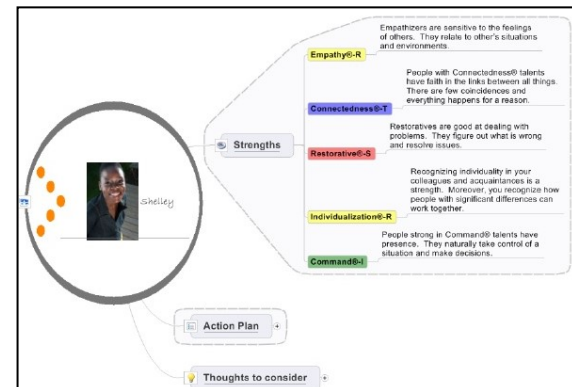 Empathizers are sensitive to the feelings
of others. They relate to other's situations
and environments.
Empathy®-R
People with Connectedness® talents
have faith in the links between all things.
There are few coincidences and
everything happens for a reason.
Connectedness®-T
Strengths
Restoratives are good at dealing with
problems. They figure out what is wrong
and resolve issues.
Restorative®-S
Shelley
Recognizing individuality in your
colleagues and acquaintances is a
strength. Moreover, you recognize how
people with significant differences can
work together.
Individualization®-R
People strong in Command® talents have
presence. They naturally take control of a
situation and make decisions.
Command®-I
Action Plan
Thoughts to consider